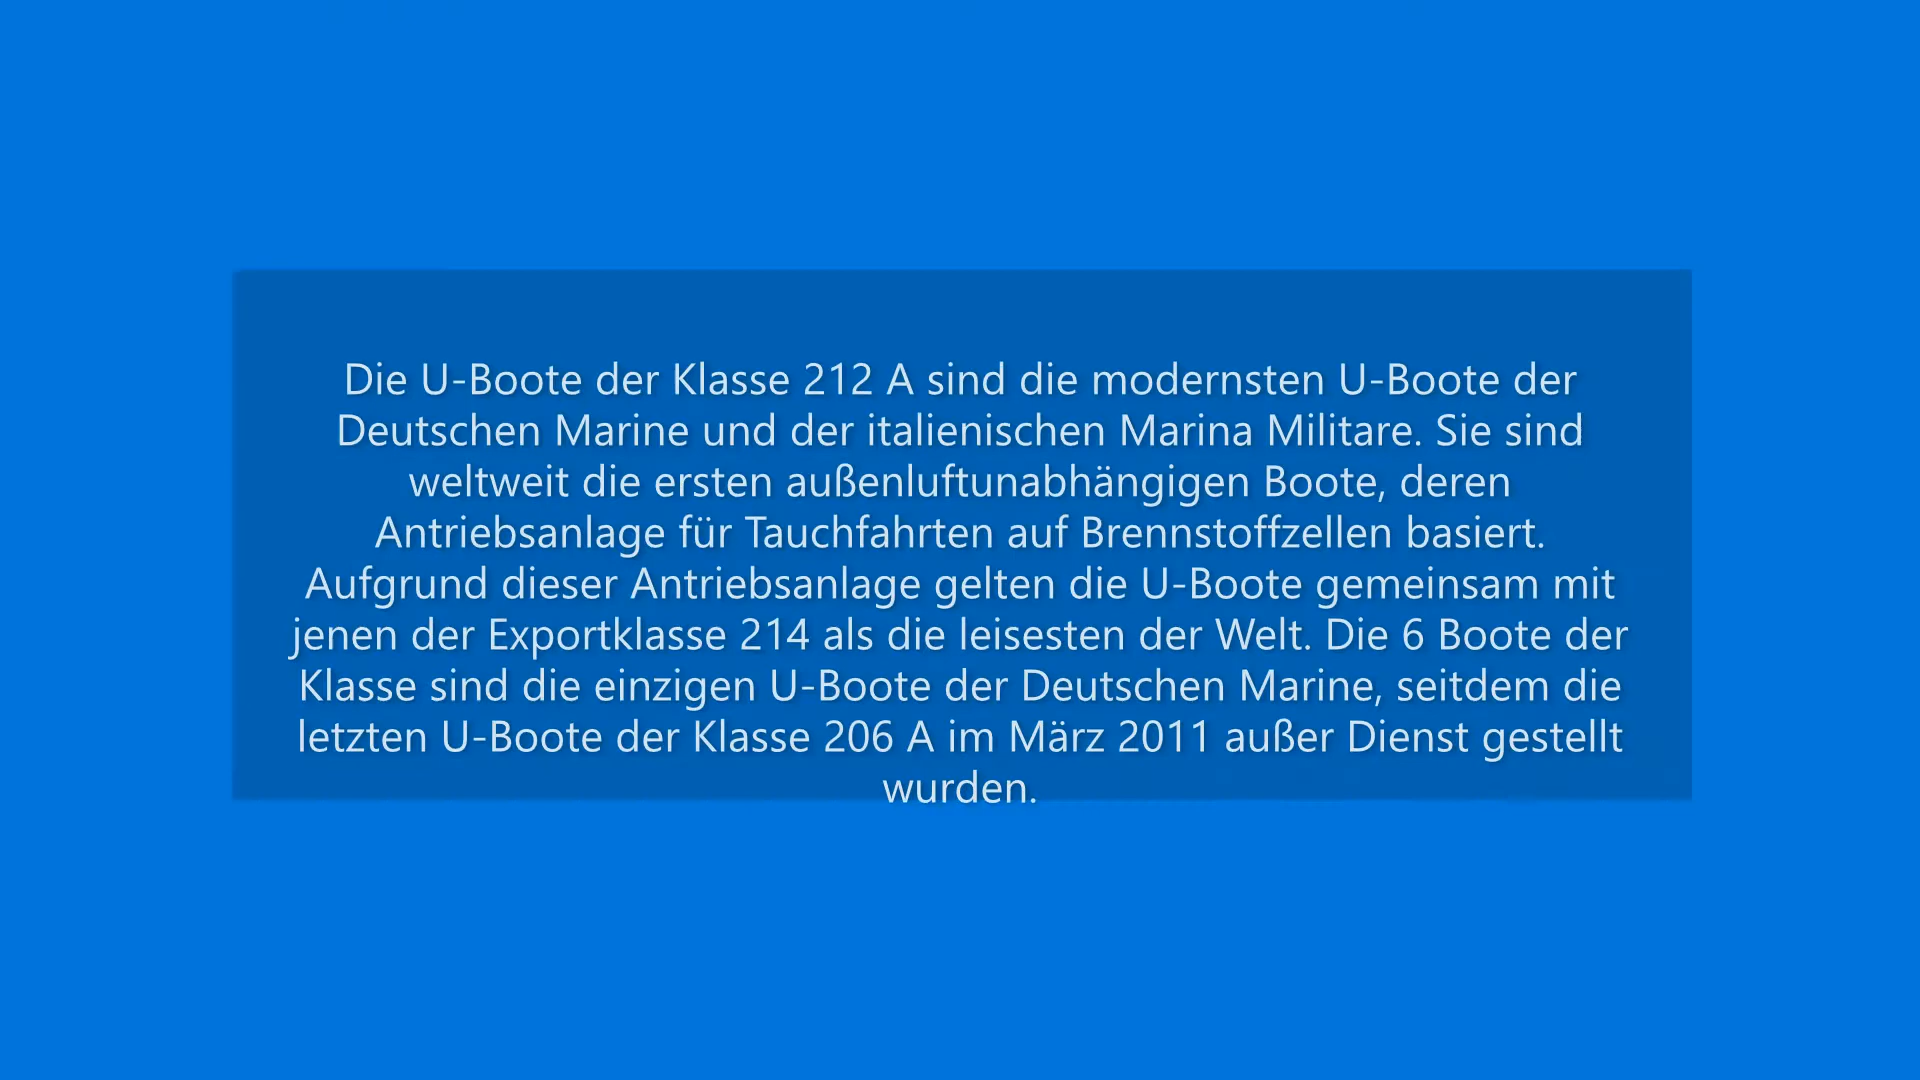 Die U-Boote der Klasse 212 A sind die modernsten U-Boote der
Deutschen Marine und der italienischen Marina Militare. Sie sind
weltweit die ersten außenluftunabhängigen Boote, deren
Antriebsanlage für Tauchfahrten auf Brennstoffzellen basiert.
Aufgrund dieser Antriebsanlage gelten die U-Boote gemeinsam mit
jenen der Exportklasse 214 als die leisesten der Welt. Die 6 Boote der
Klasse sind die einzigen U-Boote der Deutschen Marine, seitdem die
letzten U-Boote der Klasse 206 A im März 2011 außer Dienst gestellt
wurden.